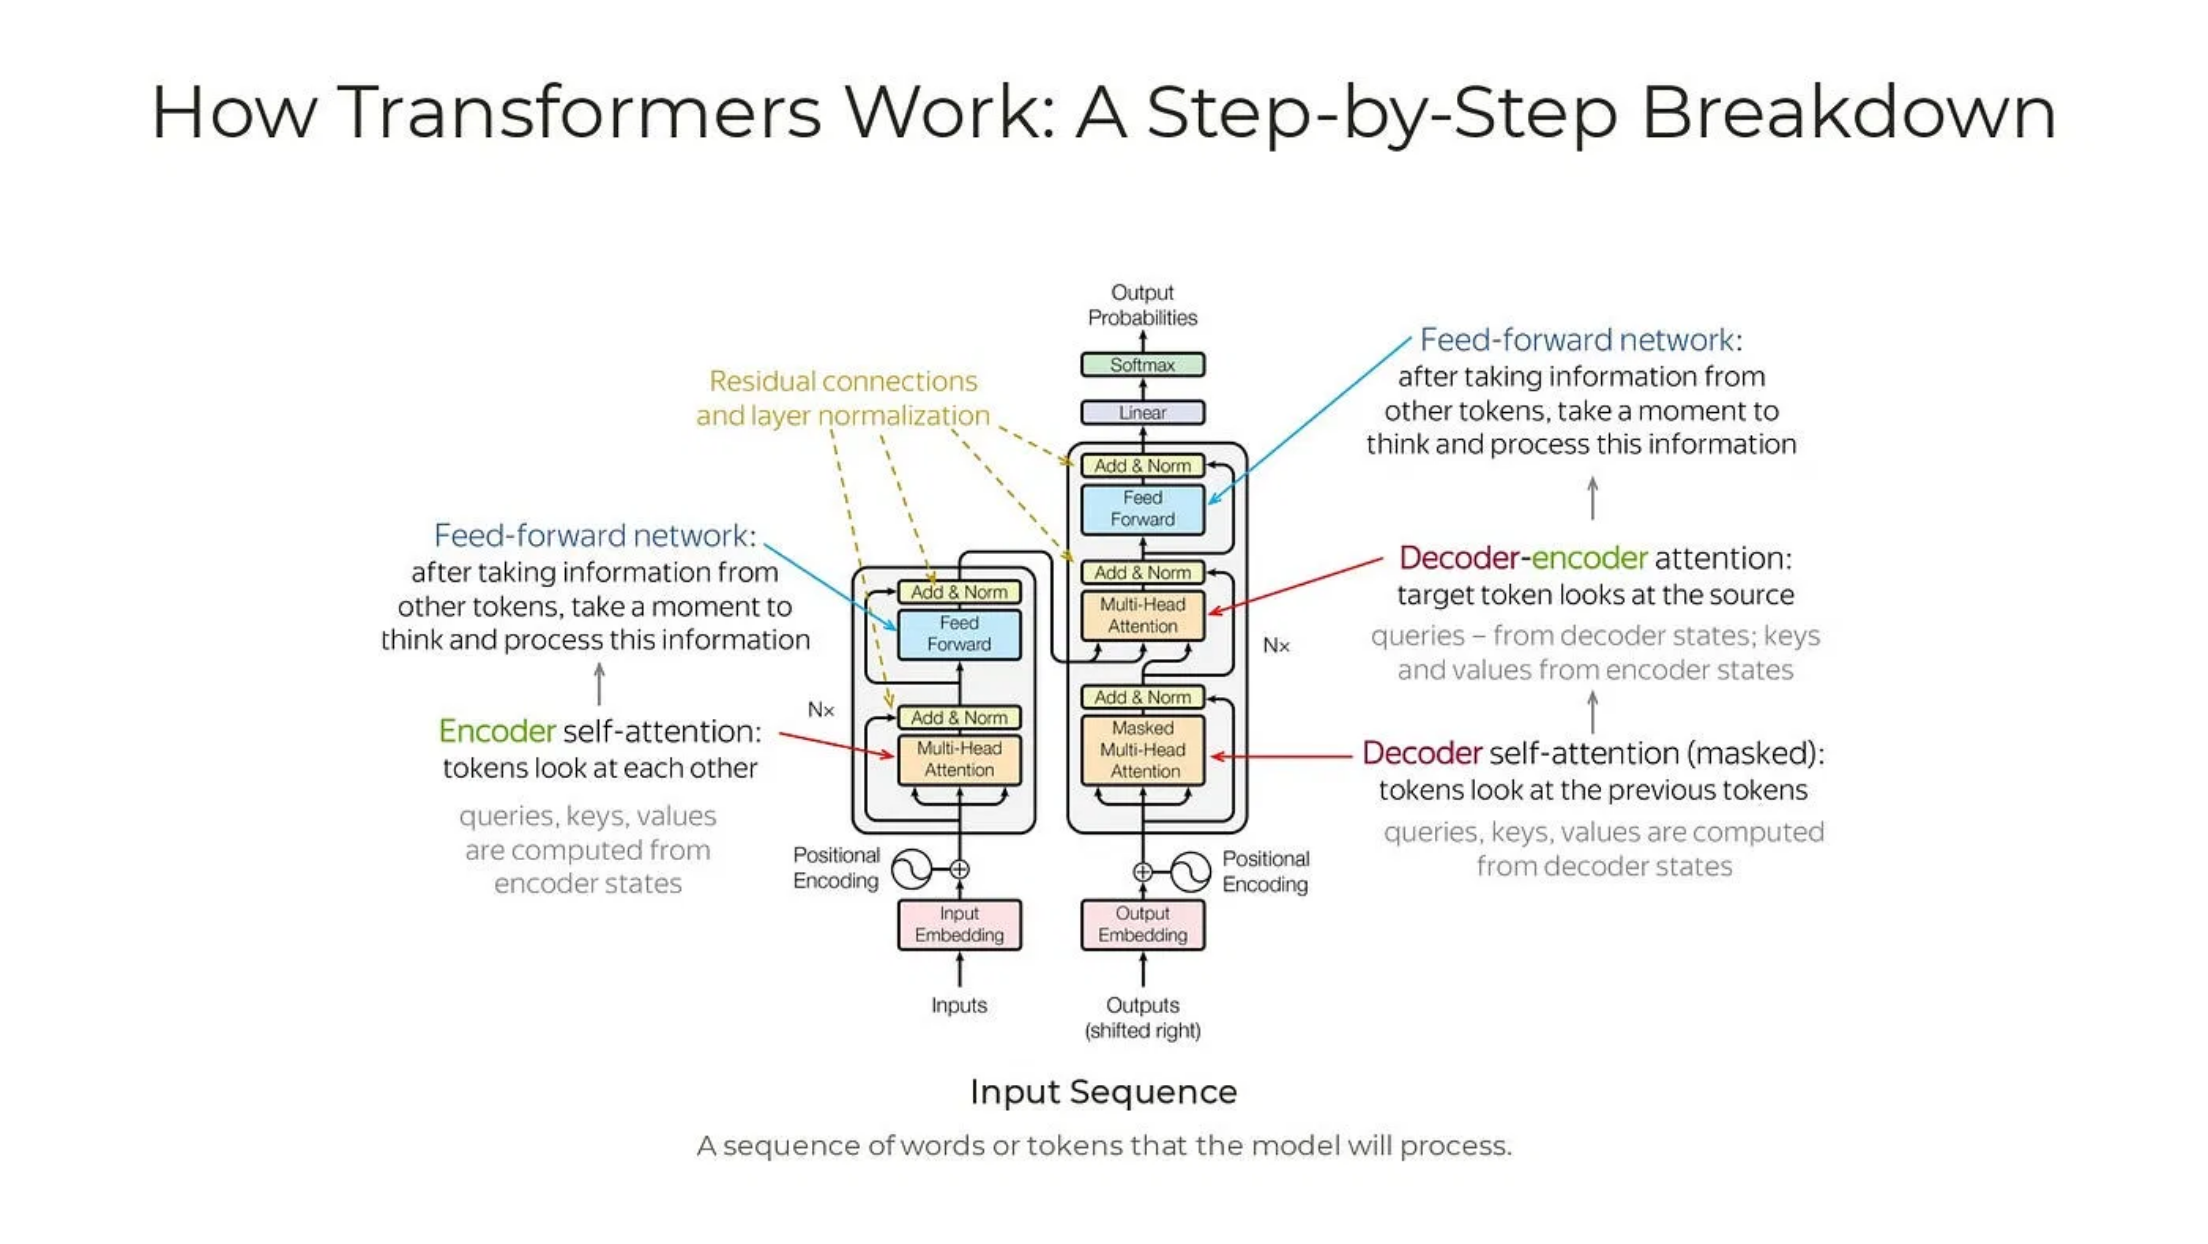 How Transformers Work: A Step-by-Step Breakdown
Output
Probabilities
Softmax
Linear
Add & Norm
Feed
Forward
Add & Norm
Multi-Head
Attention
Add & Norm
Masked
Multi-Head
Attention
Nx
Positional
Encoding
Output
Embedding
Outputs
(shifted right)
Residual connections
and layer normalization
Add & Norm
Feed
Forward
Add & Norm
Multi-Head
Attention
Nx
Positional
Encoding
Input
Embedding
Inputs
Feed-forward network:
after taking information from
other tokens, take a moment to
think and process this information
Encoder self-attention:
tokens look at each other
queries, keys, values
are computed from
encoder states
Feed-forward network:
after taking information from
other tokens, take a moment to
think and process this information
Decoder-encoder attention:
target token looks at the source
queries – from decoder states; keys
and values from encoder states
Decoder self-attention (masked):
tokens look at the previous tokens
queries, keys, values are computed
from decoder states
Input Sequence
A sequence of words or tokens that the model will process.